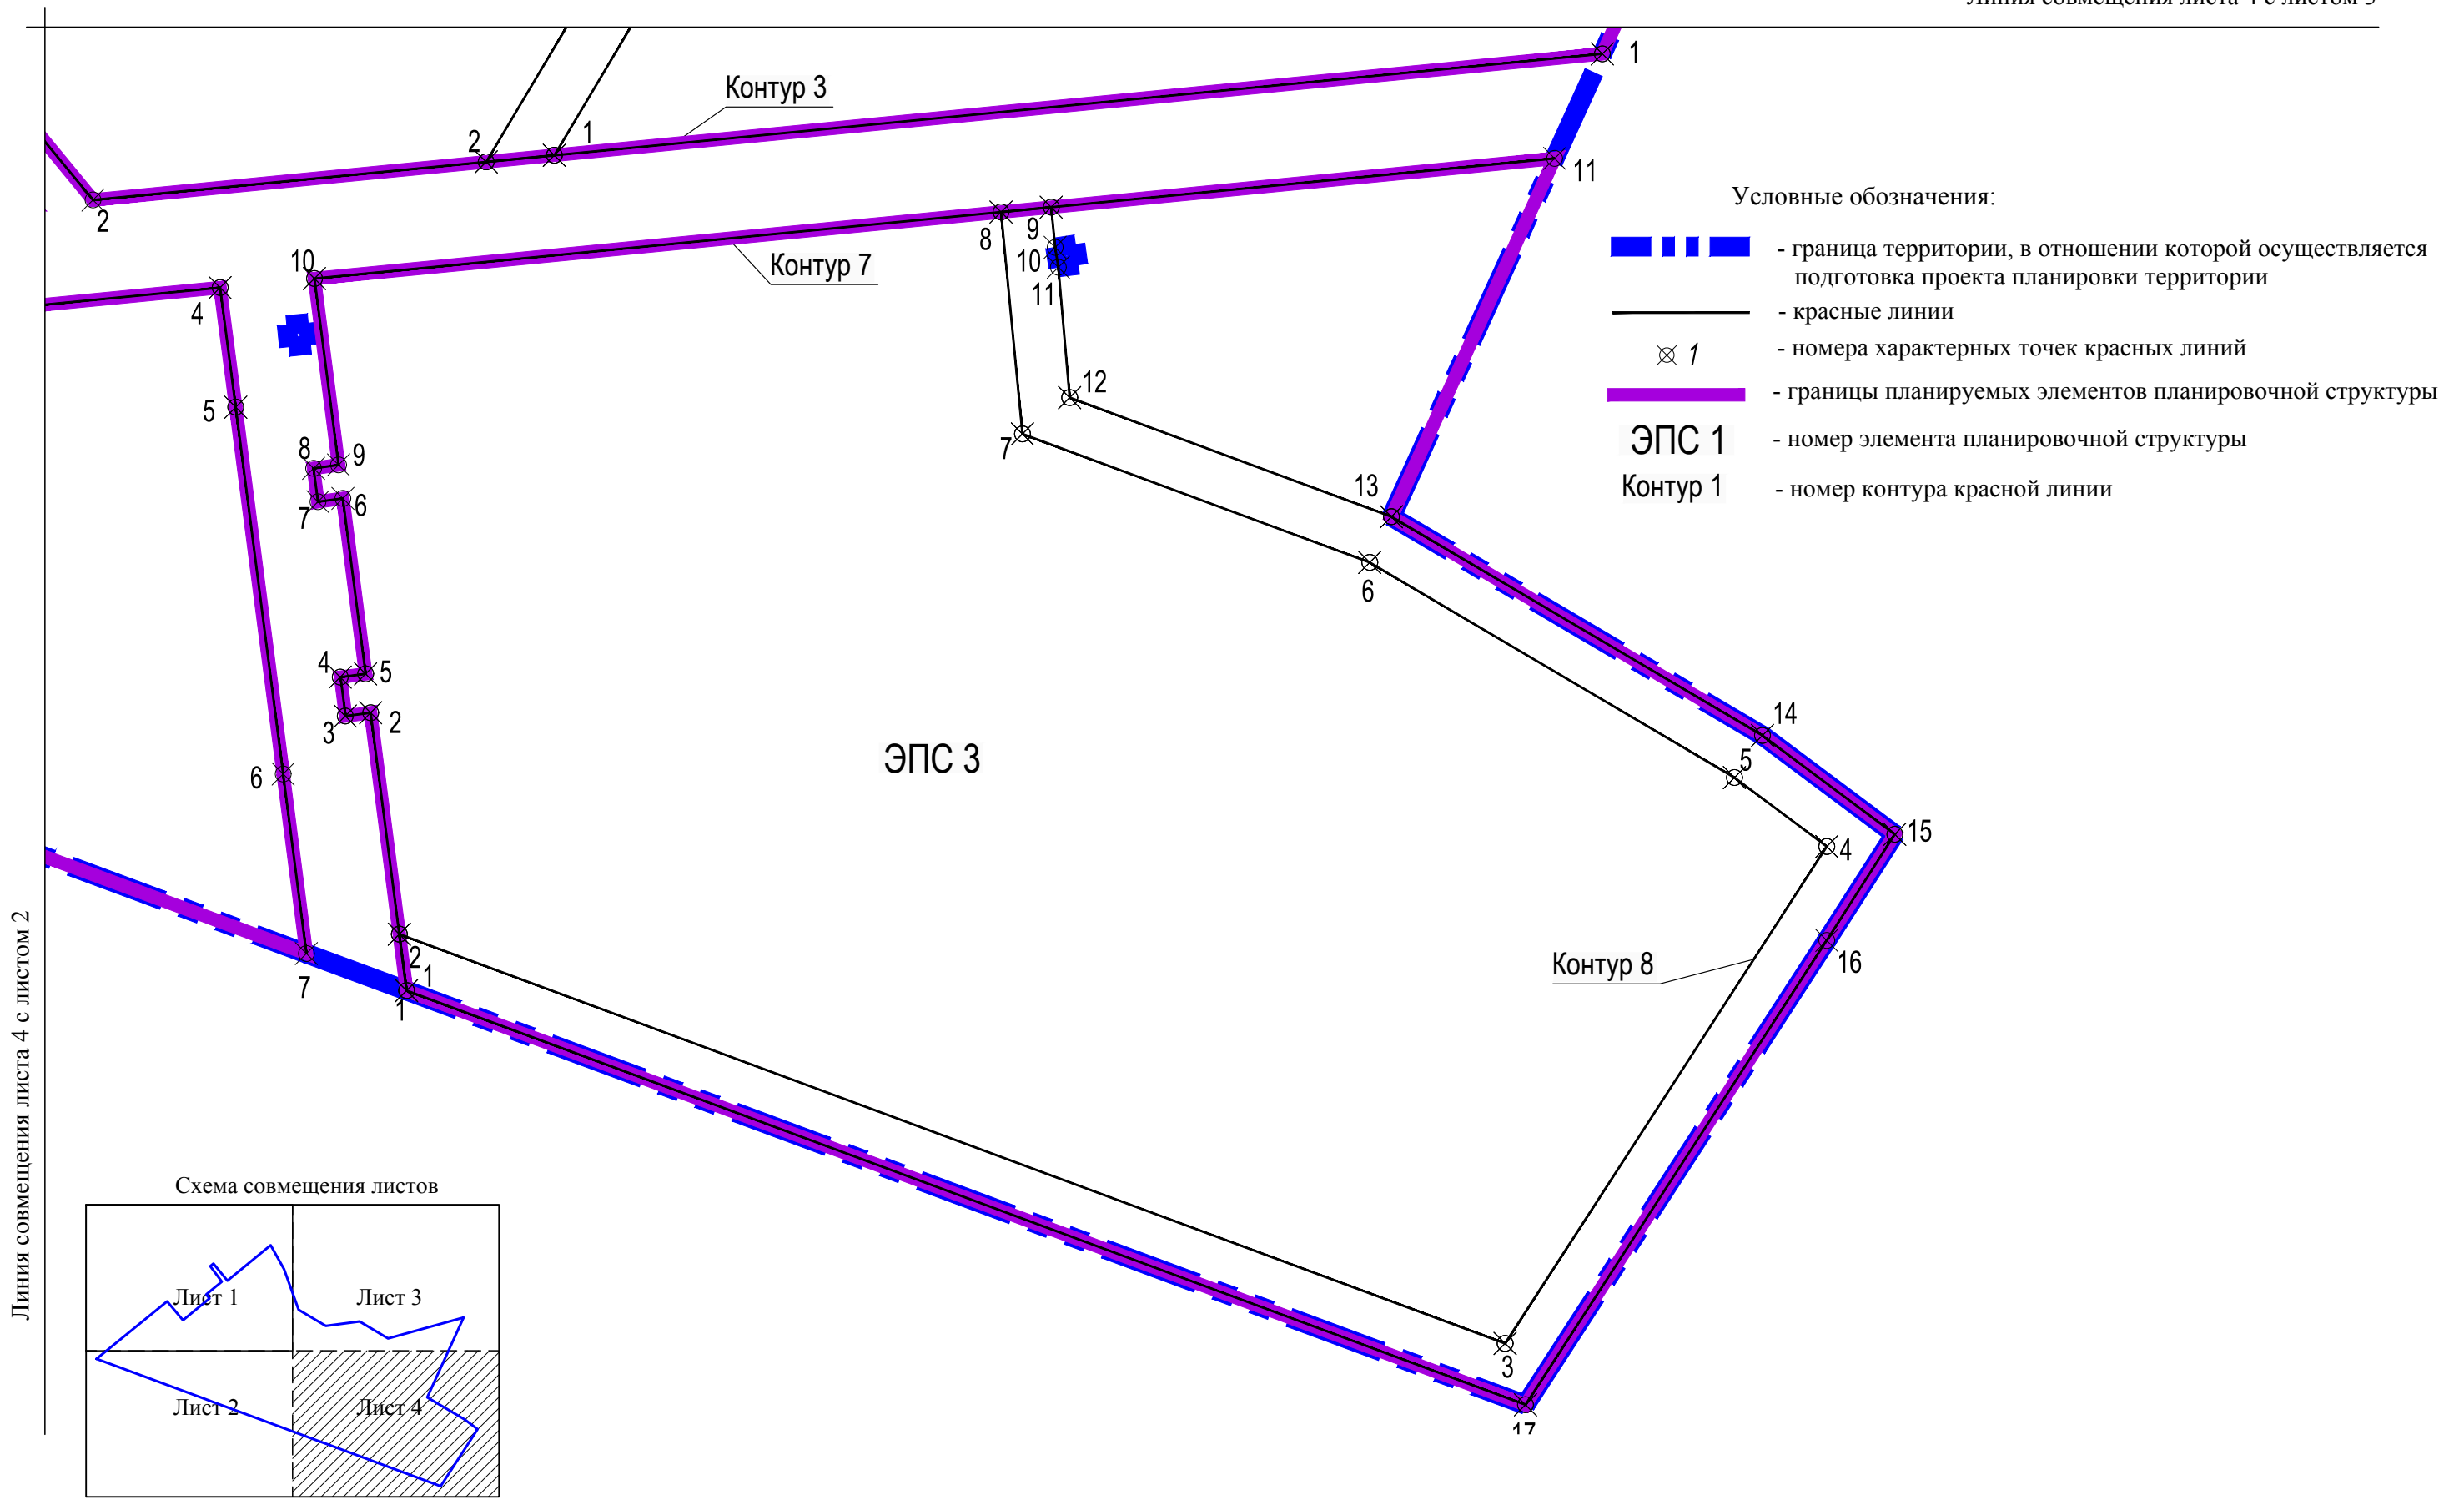 Линия совмещения листа 4 с листом 3
Контур 3
1
2
1
2
11
Условные обозначения:
- граница территории, в отношении которой осуществляется
подготовка проекта планировки территории
- красные линии
1
- номера характерных точек красных линий
- границы планируемых элементов планировочной структуры
ЭПС 1
- номер элемента планировочной структуры
Контур 1
- номер контура красной линии
8
9
10
11
10
Контур 7
4
5
12
7
8
9
7
6
13
6
4
5
3
2
14
5
ЭПС 3
6
15
4
16
Контур 8
2
1
7
1
3
17
Линия совмещения листа 4 с листом 2
Схема совмещения листов
Лист 1
Лист 3
Лист 2
Лист 4